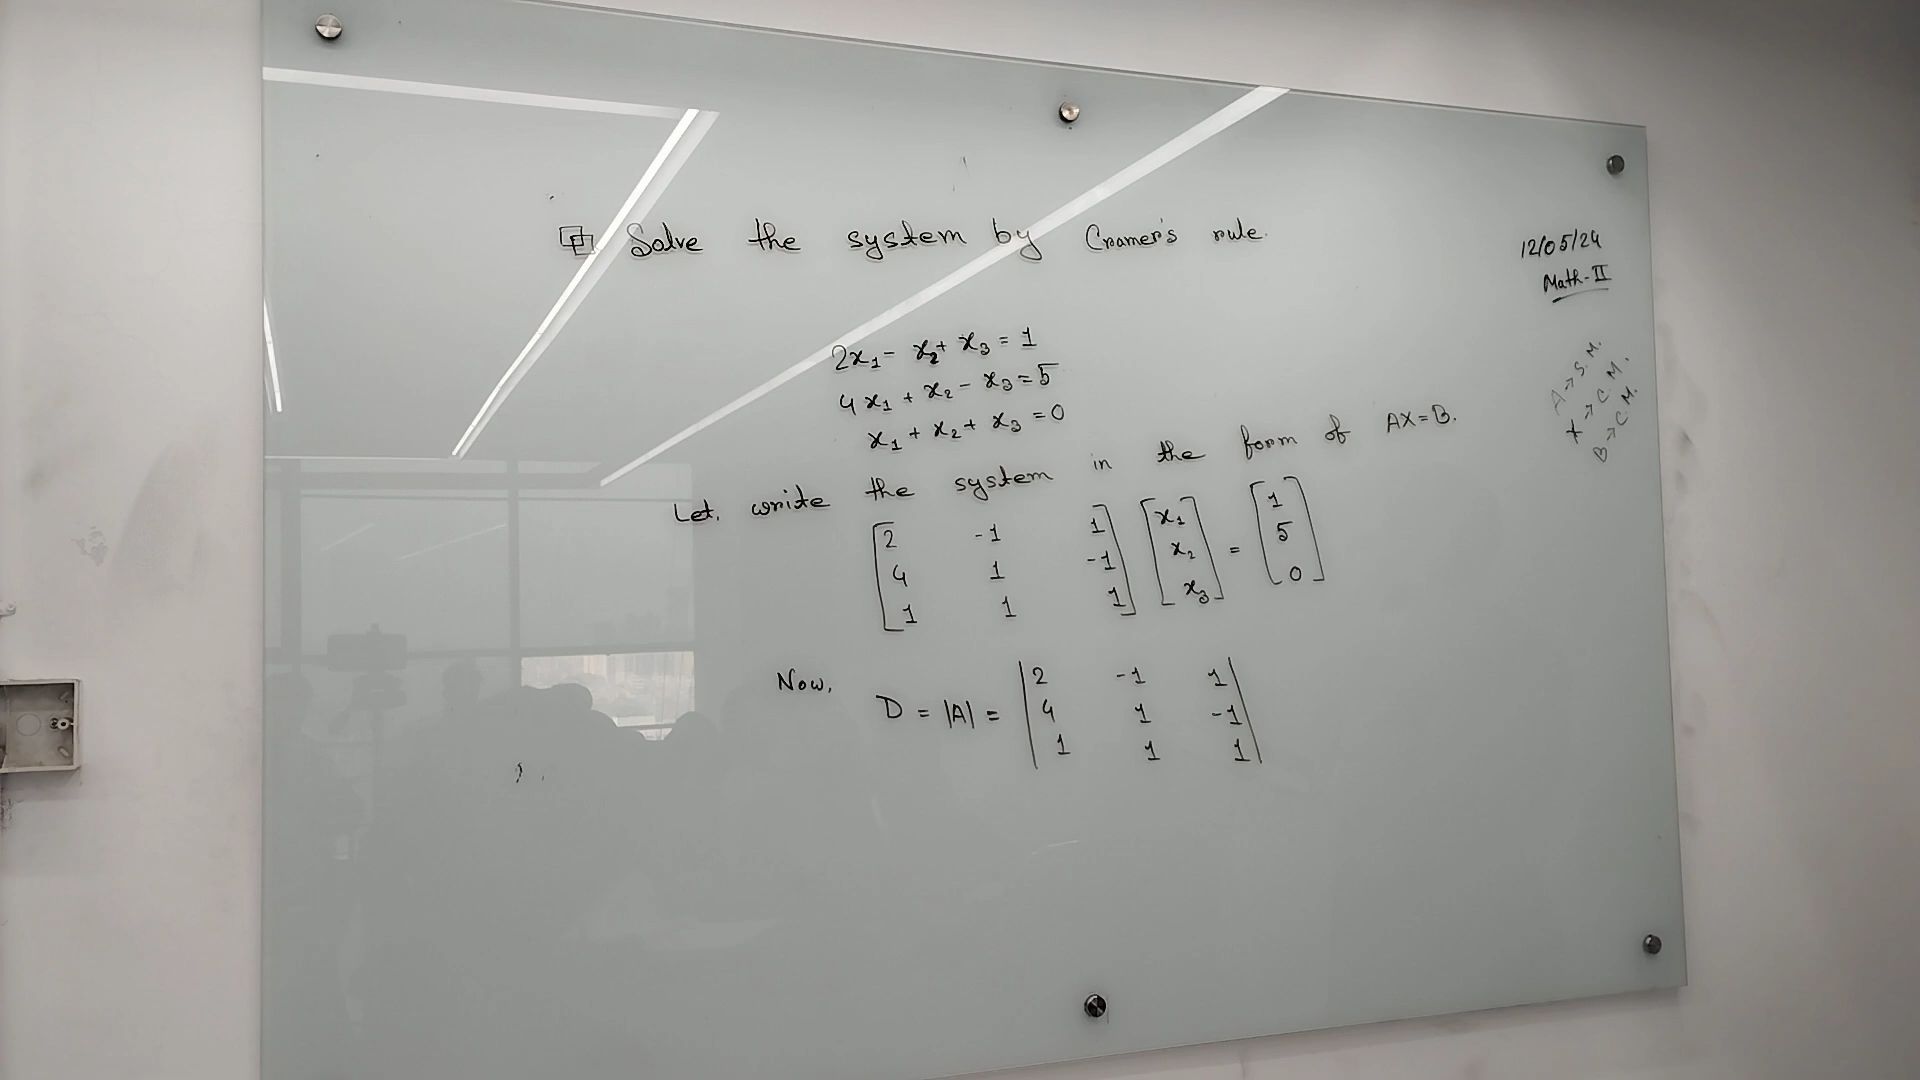 Solve the system by Cramer's rule.
12/05/24
Math-II
2x₁ - x₂ + x₃ = 1
4x₁ + x₂ - x₃ = 5
x₁ + x₂ + x₃ = 0
A → S. M.
X → C. M.
B → C M.
Let, write the system in the form of AX=B.
[2 -1 1] [x₁] = [1]
[4 1 -1] [x₂] [5]
[1 1 1] [x₃] [0]
Now, D = |A| =
|2 -1 1|
|4 1 -1|
|1 1 1|